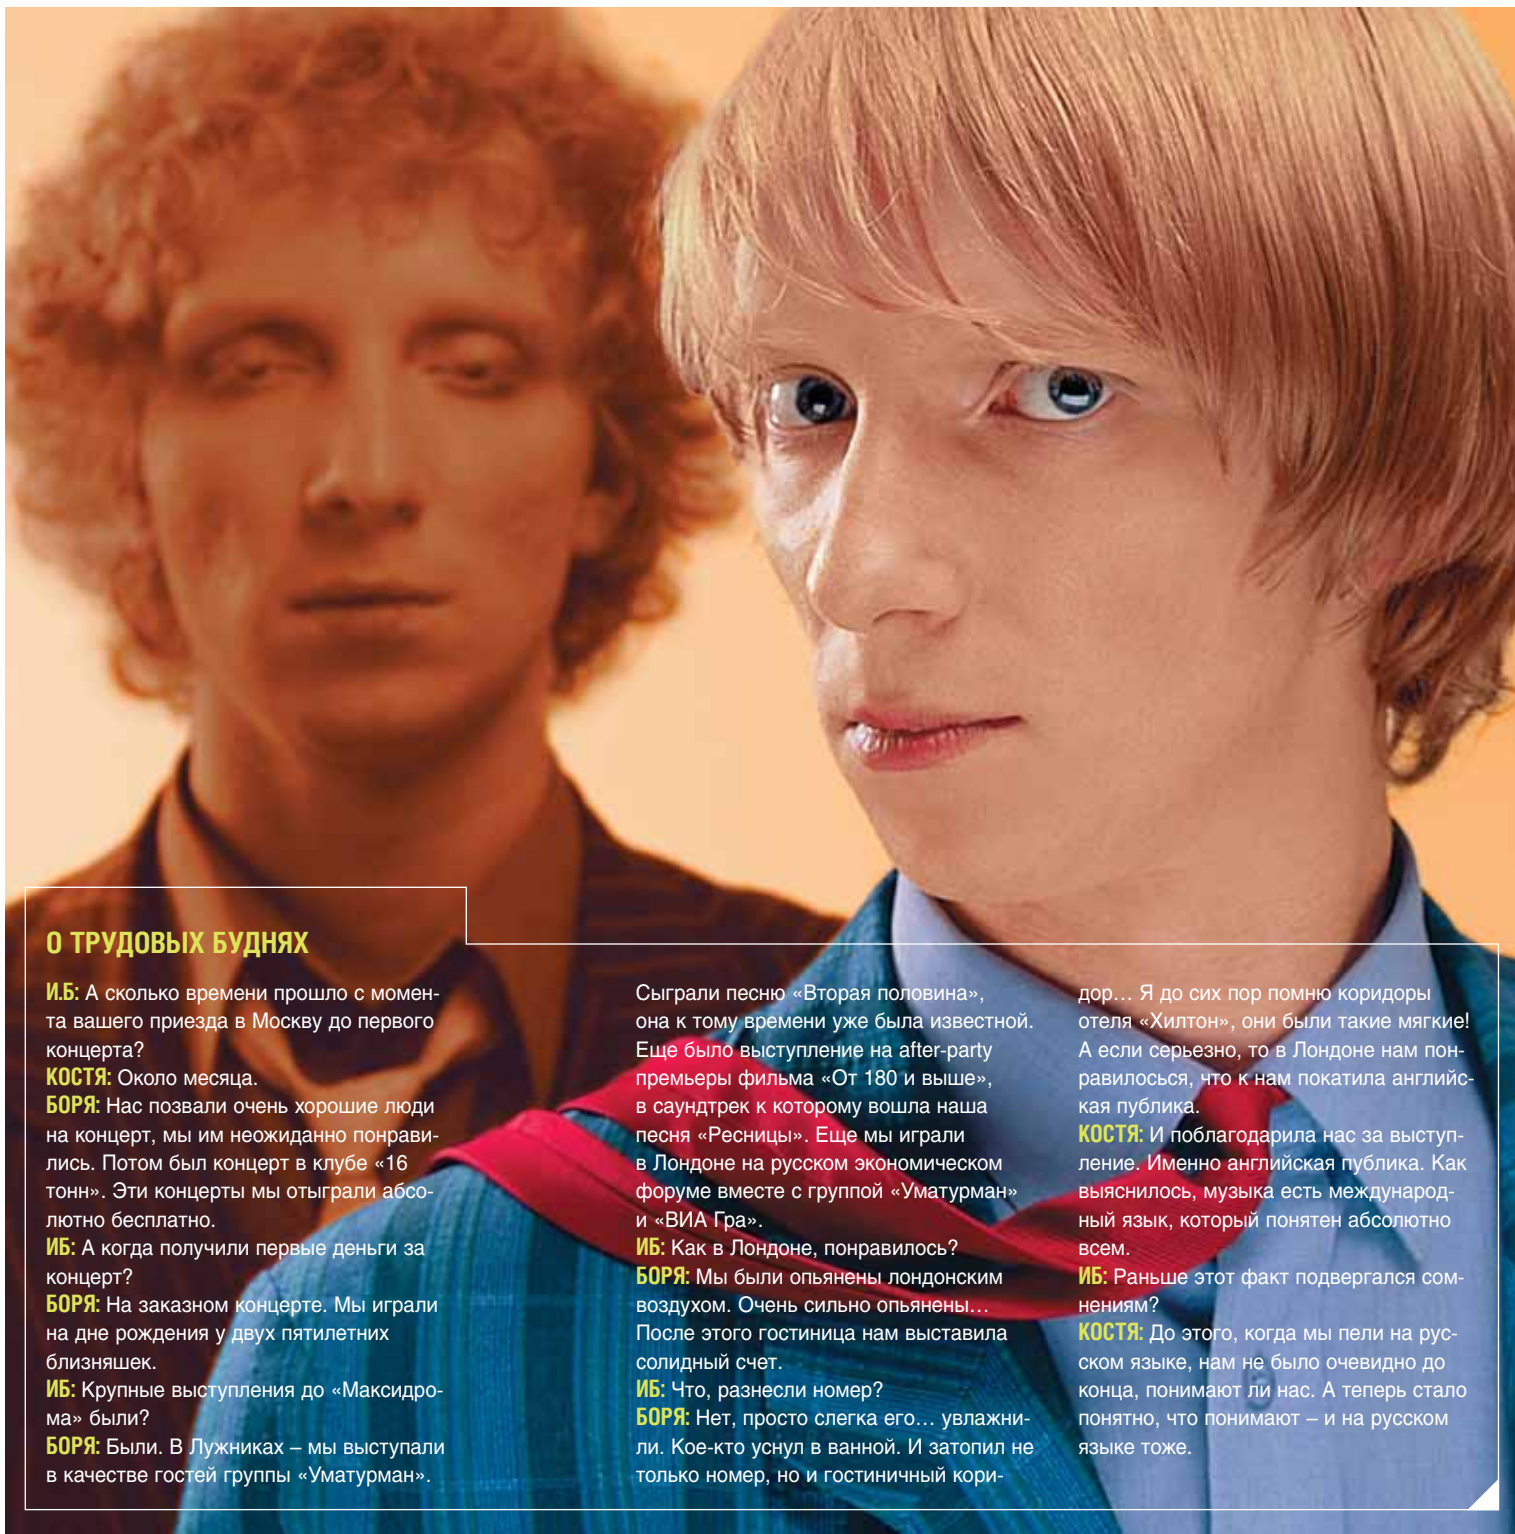 О ТРУДОВЫХ БУДНЯХ
И.Б: А сколько времени прошло с момен-
та вашего приезда в Москву до первого
концерта?
КОСТЯ: Около месяца.
БОРЯ: Нас позвали очень хорошие люди
на концерт, мы им неожиданно понрави-
лись. Потом был концерт в клубе «16
тонн». Эти концерты мы отыграли абсо-
лютно бесплатно.
ИБ: А когда получили первые деньги за
концерт?
БОРЯ: На заказном концерте. Мы играли
на дне рождения у двух пятилетних
близняшек.
ИБ: Крупные выступления до «Максидро-
ма» были?
БОРЯ: Были. В Лужниках – мы выступали
в качестве гостей группы «Уматурман».
Сыграли песню «Вторая половина»,
она к тому времени уже была известной.
Еще было выступление на after-party
премьеры фильма «От 180 и выше»,
в саундтрек к которому вошла наша
песня «Ресницы». Еще мы играли
в Лондоне на русском экономическом
форуме вместе с группой «Уматурман»
и «ВИА Гра».
ИБ: Как в Лондоне, понравилось?
БОРЯ: Мы были опьянены лондонским
воздухом. Очень сильно опьянены…
После этого гостиница нам выставила
солидный счет.
ИБ: Что, разнесли номер?
БОРЯ: Нет, просто слегка его… увлажни-
ли. Кое-кто уснул в ванной. И затопил не
только номер, но и гостиничный кори-
дор… Я до сих пор помню коридоры
отеля «Хилтон», они были такие мягкие!
А если серьезно, то в Лондоне нам пон-
равилосься, что к нам покатила английс-
кая публика.
КОСТЯ: И поблагодарила нас за выступ-
ление. Именно английская публика. Как
выяснилось, музыка есть международ-
ный язык, который понятен абсолютно
всем.
ИБ: Раньше этот факт подвергался сом-
нениям?
КОСТЯ: До этого, когда мы пели на рус-
ском языке, нам не было очевидно до
конца, понимают ли нас. А теперь стало
понятно, что понимают – и на русском
языке тоже.